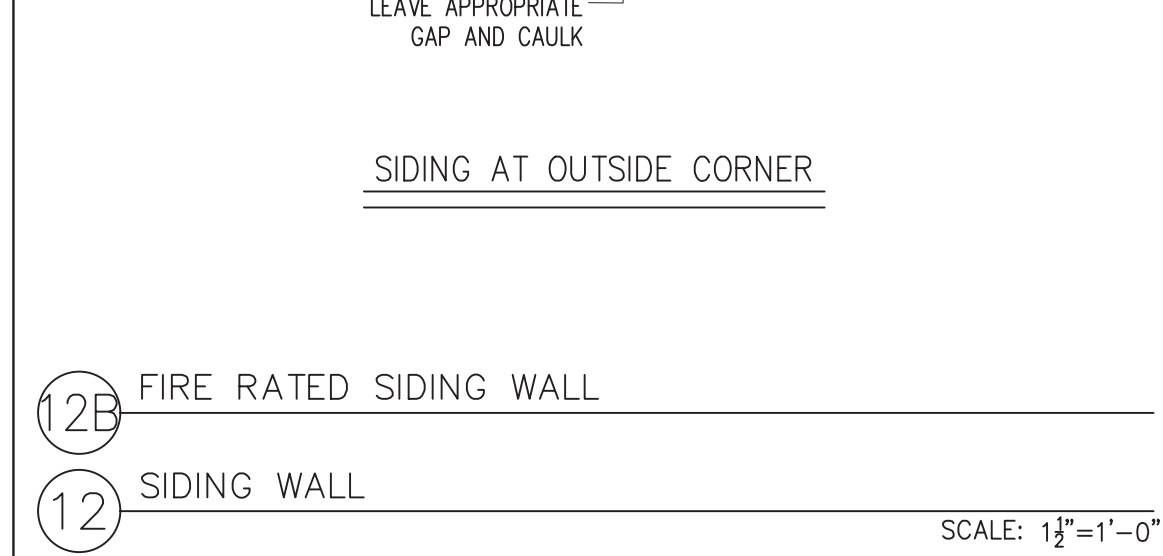 LEAVE APPROPRIATE
GAP AND CAULK
SIDING AT OUTSIDE CORNER
12B FIRE RATED SIDING WALL
12 SIDING WALL
SCALE: 1½"=1'-0"